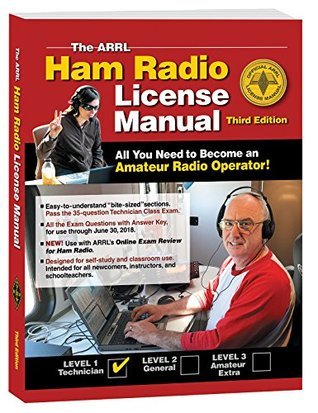 The ARRL
Ham Radio
License
Manual
Third Edition
OFFICIAL ARRL
LICENSE MANUAL
All You Need to Become an
Amateur Radio Operator!
Easy-to-understand "bite-sized" sections.
Pass the 35-question Technician Class Exam.
All the Exam Questions with Answer Key,
for use through June 30, 2018.
NEW! Use with ARRL's Online Exam Review
for Ham Radio.
Designed for self-study and classroom use.
Intended for all newcomers, instructors, and
schoolteachers.
LEVEL 1
Technician
LEVEL 2
General
LEVEL 3
Amateur
Extra
The ARRL
Ham Radio License Manual
Third Edition